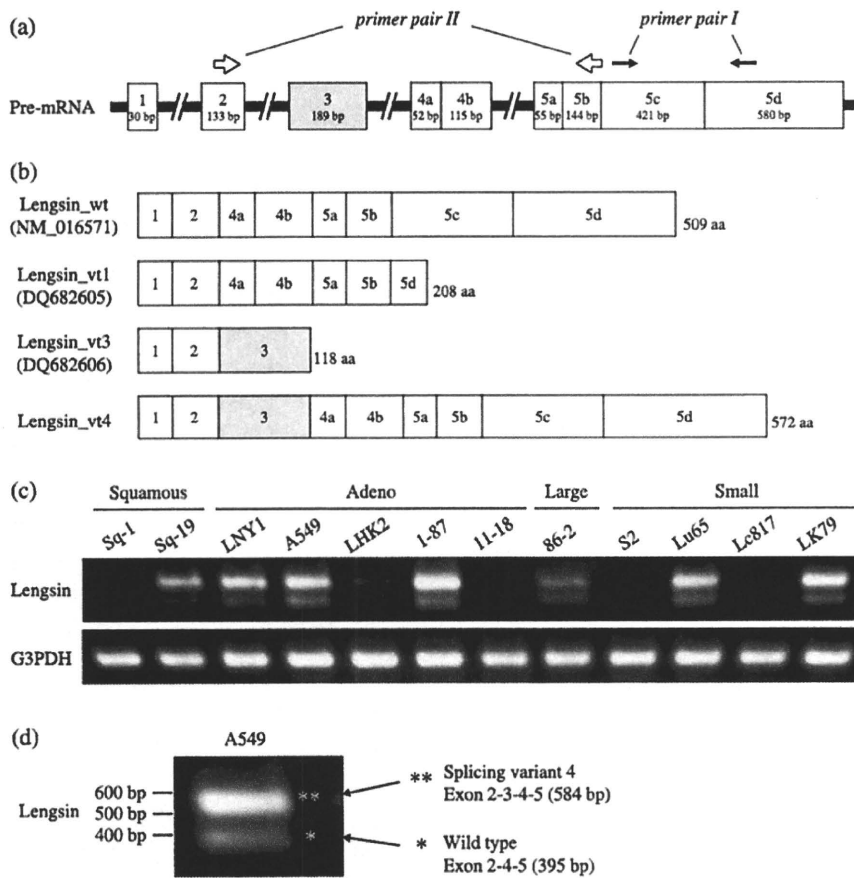 (a)
primer pair II
primer pair I
Pre-mRNA
1 30 bp
2 133 bp
3 189 bp
4a 52 bp
4b 115 bp
5a 55 bp
5b 144 bp
5c 421 bp
5d 580 bp
(b)
Lengsin_wt
(NM_016571)
1 2 4a 4b 5a 5b 5c 5d 509 aa
Lengsin_vt1
(DQ682605)
1 2 4a 4b 5a 5b 5d 208 aa
Lengsin_vt3
(DQ682606)
1 2 3 118 aa
Lengsin_vt4
1 2 3 4a 4b 5a 5b 5c 5d 572 aa
(c)
Squamous Adeno Large Small
Sq-1 Sq-19 LNY1 A549 LHK2 1-87 11-18 86-2 S2 Lu65 Lc817 LK79
Lengsin
G3PDH
(d)
A549
Lengsin
600 bp
500 bp
400 bp
**
*
** Splicing variant 4
Exon 2-3-4-5 (584 bp)
* Wild type
Exon 2-4-5 (395 bp)